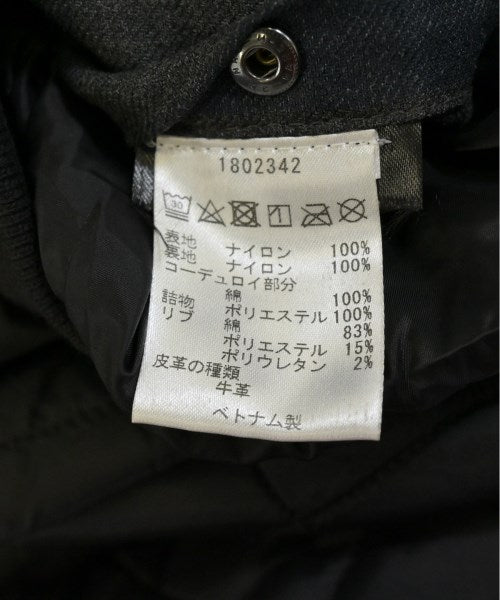 1802342
30
表地 ナイロン 100%
裏地 ナイロン 100%
コーデュロイ部分
綿 100%
詰物 ポリエステル 100%
リブ 綿 83%
ポリエステル 15%
ポリウレタン 2%
皮革の種類
牛革
ベトナム製